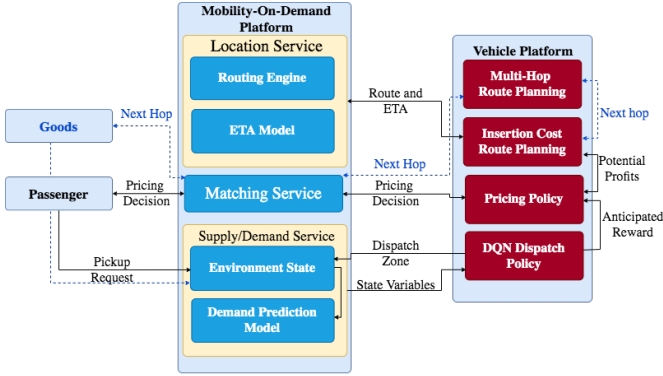 Mobility-On-Demand
Platform
Location Service
Routing Engine
ETA Model
Vehicle Platform
Multi-Hop
Route Planning
Insertion Cost
Route Planning
Route and
ETA
Next hop
Next Hop
Goods
Next Hop
Passenger
Pricing
Decision
Matching Service
Pricing
Decision
Pricing Policy
Potential
Profits
Anticipated
Reward
Supply/Demand Service
Environment State
Dispatch
Zone
DQN Dispatch
Policy
Pickup
Request
State Variables
Demand Prediction
Model